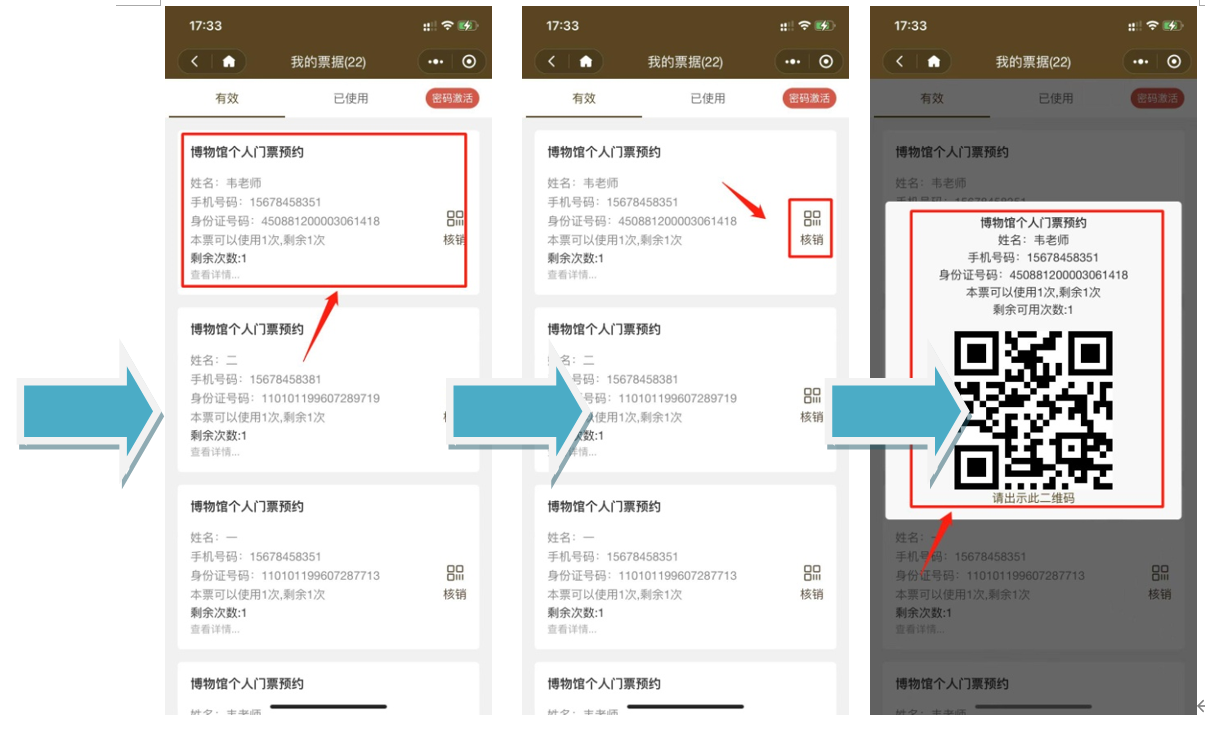 17:33
我的票据(22)
有效
已使用
密码激活
博物馆个人门票预约
姓名：韦老师
手机号码：15678458351
身份证号码：450881200003061418
本票可以使用1次,剩余1次
核销
剩余次数:1
查看详情...
博物馆个人门票预约
姓名：二
手机号码：15678458381
身份证号码：110101199607289719
本票可以使用1次,剩余1次
剩余次数:1
查看详情...
博物馆个人门票预约
姓名：一
手机号码：15678458351
身份证号码：110101199607287713
本票可以使用1次,剩余1次
核销
剩余次数:1
查看详情...
博物馆个人门票预约
姓名：韦老师
17:33
我的票据(22)
有效
已使用
密码激活
博物馆个人门票预约
姓名：韦老师
手机号码：15678458351
身份证号码：450881200003061418
本票可以使用1次,剩余1次
核销
剩余次数:1
查看详情...
博物馆个人门票预约
名：二
号码：15678458381
号码：110101199607289719
使用1次,剩余1次
核销
数:1
详情...
博物馆个人门票预约
姓名：一
手机号码：15678458351
身份证号码：110101199607287713
本票可以使用1次,剩余1次
核销
剩余次数:1
查看详情...
博物馆个人门票预约
姓名：韦老师
17:33
我的票据(22)
有效
已使用
密码激活
博物馆个人门票预约
姓名：韦老师
手机号码：15678458351
博物馆个人门票预约
姓名：韦老师
手机号码：15678458351
身份证号码：450881200003061418
本票可以使用1次,剩余1次
剩余可用次数:1
请出示此二维码
姓名：一
手机号码：15678458351
身份证号码：110101199607287713
本票可以使用1次,剩余1次
核销
剩余次数:1
查看详情...
博物馆个人门票预约
姓名：韦老师